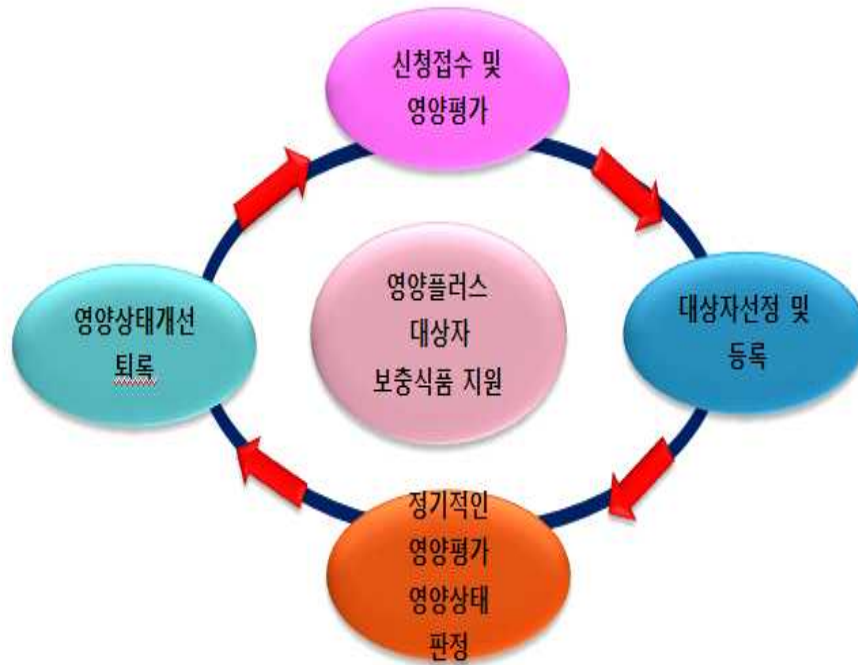 신청접수 및
영양평가
대상자선정 및
등록
정기적인
영양평가
영양상태
판정
영양상태개선
퇴록
영양플러스
대상자
보충식품 지원